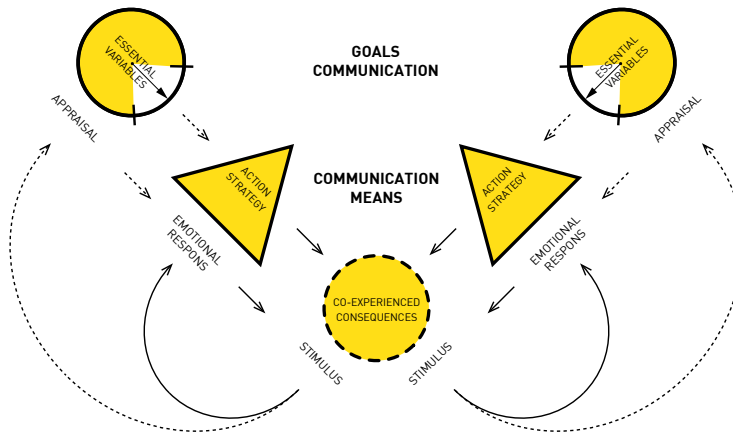 ESSENTIAL
VARIABLES
GOALS
COMMUNICATION
ESSENTIAL
VARIABLES
APPRAISAL
APPRAISAL
ACTION
STRATEGY
COMMUNICATION
MEANS
ACTION
STRATEGY
EMOTIONAL
RESPONS
EMOTIONAL
RESPONS
CO-EXPERIENCED
CONSEQUENCES
STIMULUS
STIMULUS